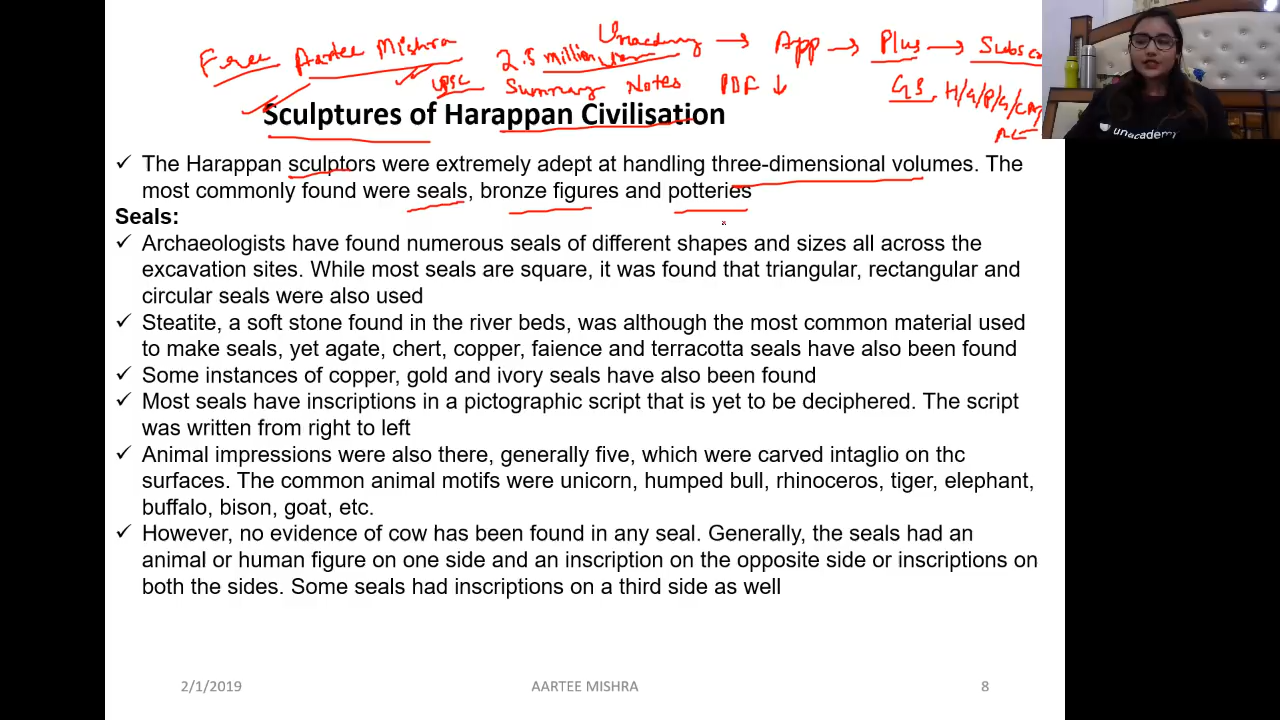 Free Aartee Mishra 2.5 million Unacademy → App → Plus → Subsc
UPSC Summary Notes PDF ↓ GS, H/G/P/G/CA/
Sculptures of Harappan Civilisation
✓ The Harappan sculptors were extremely adept at handling three-dimensional volumes. The
most commonly found were seals, bronze figures and potteries
Seals:
✓ Archaeologists have found numerous seals of different shapes and sizes all across the
excavation sites. While most seals are square, it was found that triangular, rectangular and
circular seals were also used
✓ Steatite, a soft stone found in the river beds, was although the most common material used
to make seals, yet agate, chert, copper, faience and terracotta seals have also been found
✓ Some instances of copper, gold and ivory seals have also been found
✓ Most seals have inscriptions in a pictographic script that is yet to be deciphered. The script
was written from right to left
✓ Animal impressions were also there, generally five, which were carved intaglio on thc
surfaces. The common animal motifs were unicorn, humped bull, rhinoceros, tiger, elephant,
buffalo, bison, goat, etc.
✓ However, no evidence of cow has been found in any seal. Generally, the seals had an
animal or human figure on one side and an inscription on the opposite side or inscriptions on
both the sides. Some seals had inscriptions on a third side as well
2/1/2019 AARTEE MISHRA 8
unacademy